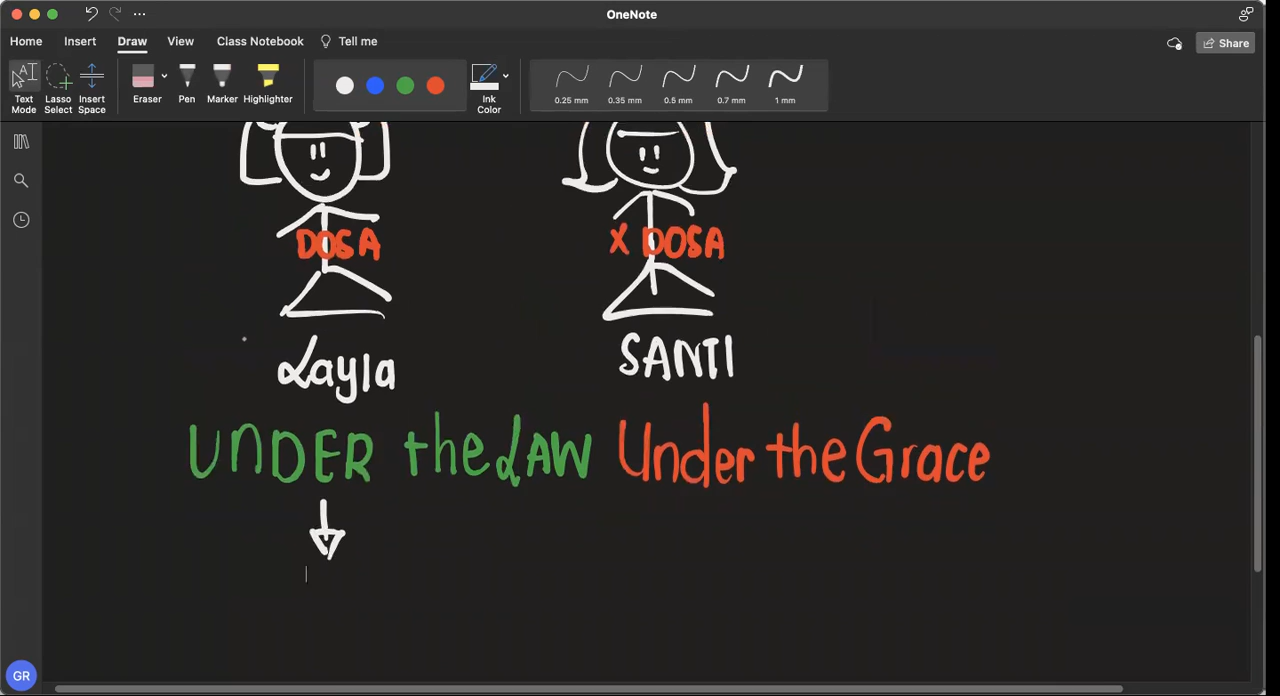 OneNote
Home Insert Draw View Class Notebook Tell me
Share
Text Mode
Lasso Select
Insert Space
Eraser
Pen
Marker
Highlighter
Ink Color
0.25 mm 0.35 mm 0.5 mm 0.7 mm 1 mm
DOSA X DOSA
Layla SANTI
UNDER the LAW Under the Grace
GR